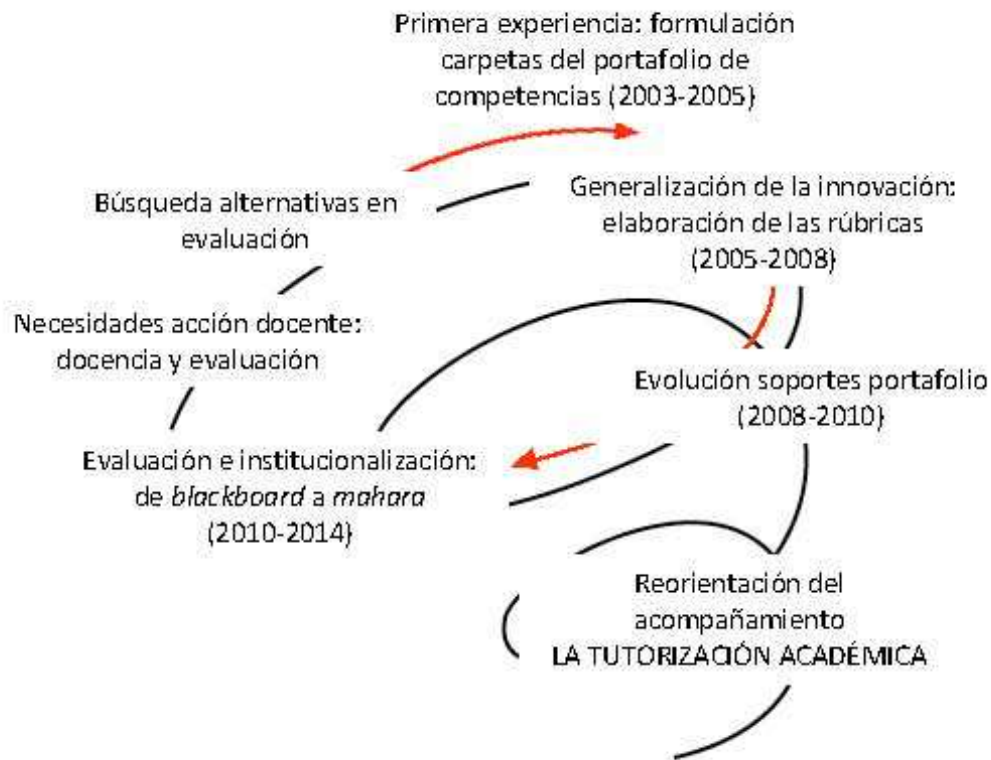 Primera experiencia: formulación
carpetas del portafolio de
competencias (2003-2005)
Búsqueda alternativas en
evaluación
Generalización de la innovación:
elaboración de las rúbricas
(2005-2008)
Necesidades acción docente:
docencia y evaluación
Evolución soportes portafolio
(2008-2010)
Evaluación e institucionalización:
de blackboard a mahara
(2010-2014)
Reorientación del
acompañamiento
LA TUTORIZACIÓN ACADÉMICA